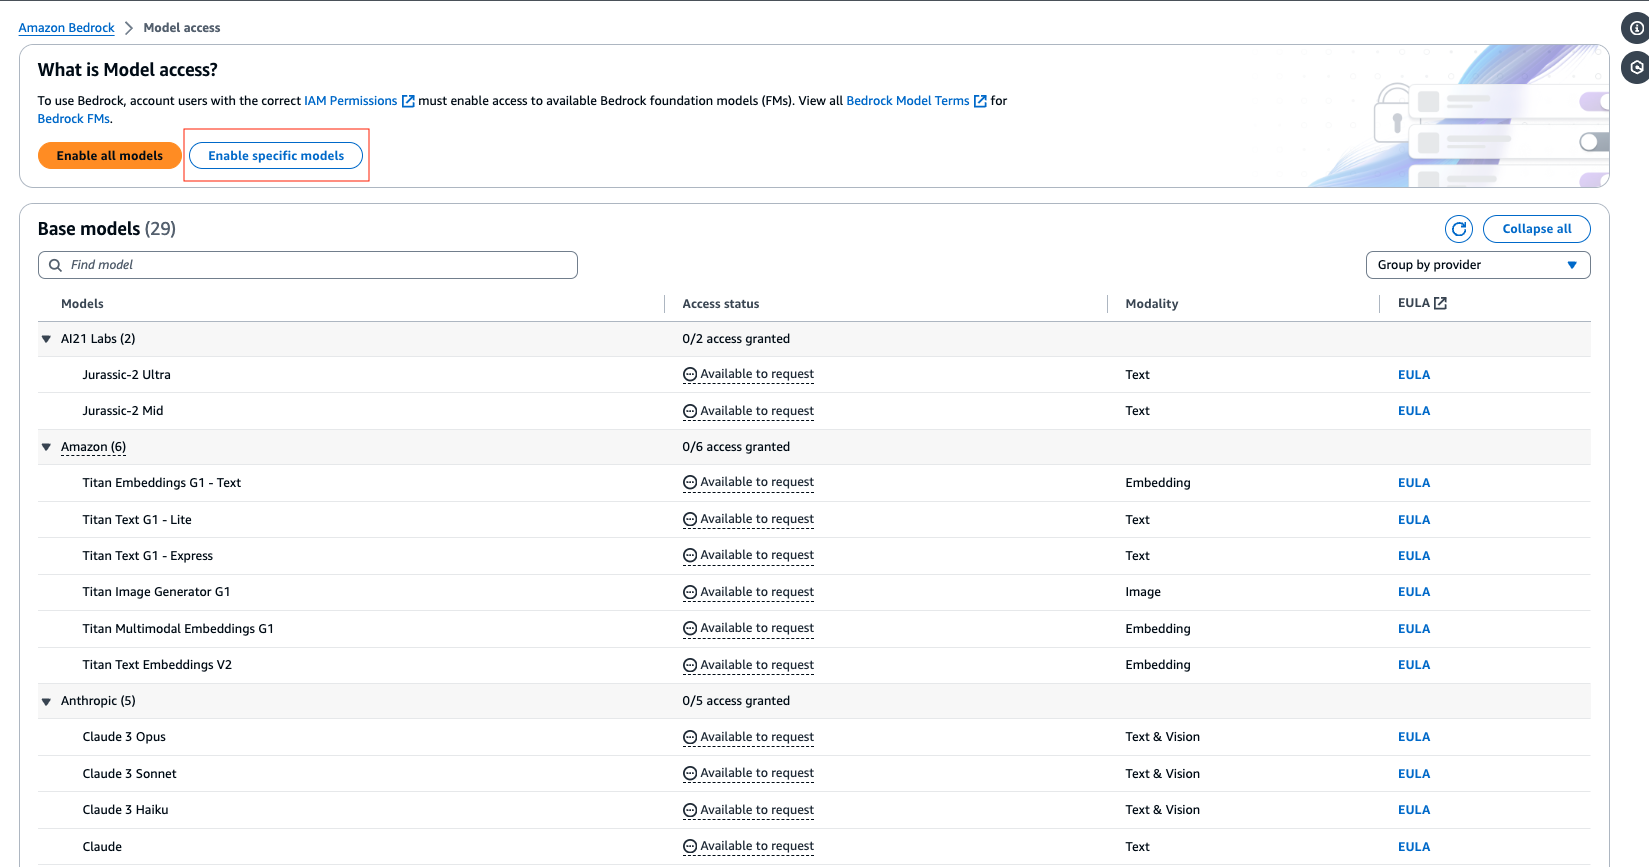 Amazon Bedrock > Model access
What is Model access?
To use Bedrock, account users with the correct IAM Permissions must enable access to available Bedrock foundation models (FMs). View all Bedrock Model Terms for
Bedrock FMs.
Enable all models Enable specific models
Base models (29) Collapse all
Find model Group by provider
Models Access status Modality EULA
AI21 Labs (2) 0/2 access granted
Jurassic-2 Ultra Available to request Text EULA
Jurassic-2 Mid Available to request Text EULA
Amazon (6) 0/6 access granted
Titan Embeddings G1 - Text Available to request Embedding EULA
Titan Text G1 - Lite Available to request Text EULA
Titan Text G1 - Express Available to request Text EULA
Titan Image Generator G1 Available to request Image EULA
Titan Multimodal Embeddings G1 Available to request Embedding EULA
Titan Text Embeddings V2 Available to request Embedding EULA
Anthropic (5) 0/5 access granted
Claude 3 Opus Available to request Text & Vision EULA
Claude 3 Sonnet Available to request Text & Vision EULA
Claude 3 Haiku Available to request Text & Vision EULA
Claude Available to request Text EULA